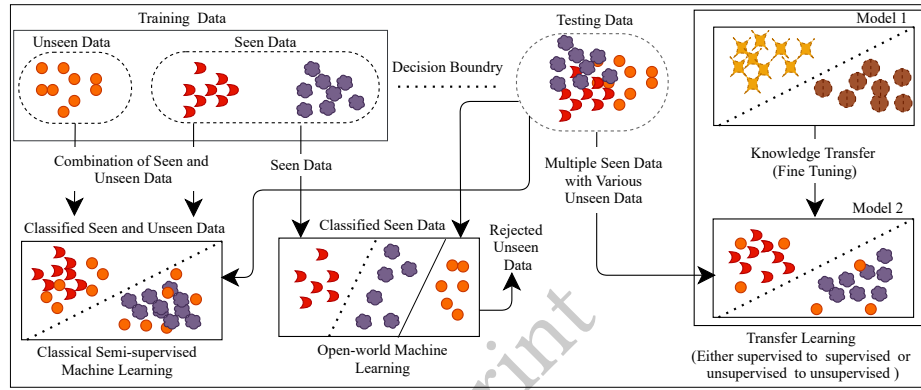 Training Data
Testing Data
Model 1
Unseen Data
Seen Data
Decision Boundry
Combination of Seen and
Unseen Data
Seen Data
Multiple Seen Data
with Various
Unseen Data
Knowledge Transfer
(Fine Tuning)
Model 2
Classified Seen and Unseen Data
Classified Seen Data
Rejected
Unseen
Data
Classical Semi-supervised
Machine Learning
Open-world Machine
Learning
Transfer Learning
(Either supervised to supervised or
unsupervised to unsupervised )
rint